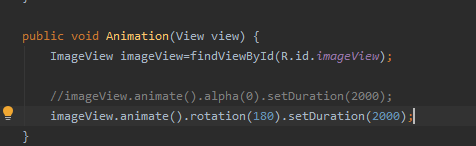 public void Animation(View view) {
ImageView imageView=findViewById(R.id.imageView);
//imageView.animate().alpha(0).setDuration(2000);
imageView.animate().rotation(180).setDuration(2000);
}